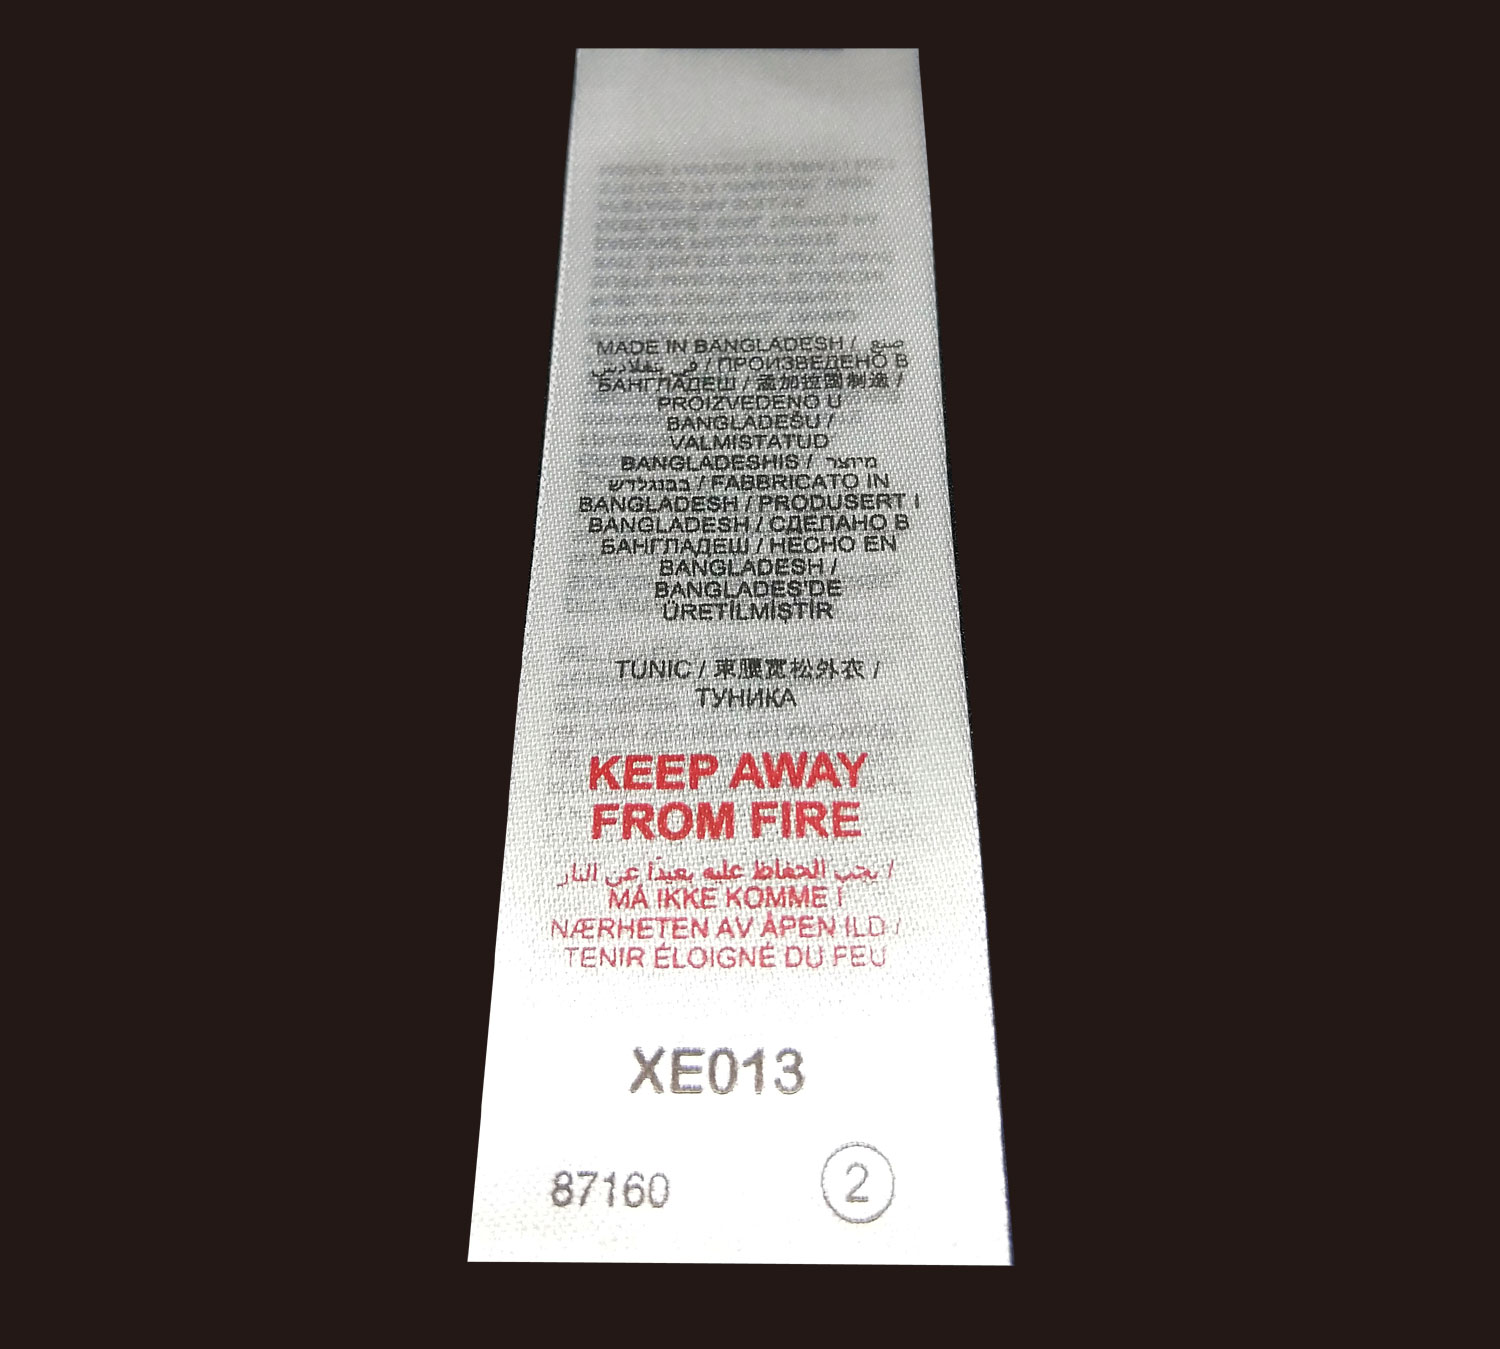 MADE IN BANGLADESH / صنع
في بنغلادش / ПРОИЗВЕДЕНО В
БАНГЛАДЕШ / 孟加拉国制造 /
PROIZVEDENO U
BANGLADEŠU /
VALMISTATUD
BANGLADESHIS / מיוצר
בבנגלדש / FABBRICATO IN
BANGLADESH / PRODUSERT I
BANGLADESH / СДЕЛАНО В
БАНГЛАДЕШ / HECHO EN
BANGLADESH /
BANGLADEŞ'DE
ÜRETİLMİŞTİR
TUNIC / 束腰宽松外衣 /
ТУНИКА
KEEP AWAY
FROM FIRE
يجب الحفاظ عليه بعيدًا عن النار /
MÅ IKKE KOMME I
NÆRHETEN AV ÅPEN ILD /
TENIR ÉLOIGNÉ DU FEU
XE013
87160 2